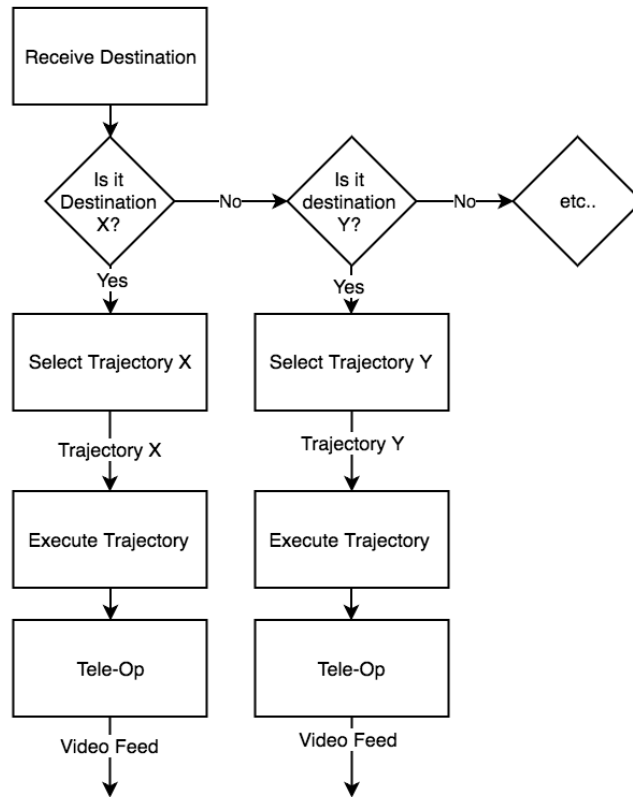 Receive Destination
Is it
Destination
X?
No
Is it
destination
Y?
No
etc..
Yes
Yes
Select Trajectory X
Select Trajectory Y
Trajectory X
Trajectory Y
Execute Trajectory
Execute Trajectory
Tele-Op
Tele-Op
Video Feed
Video Feed